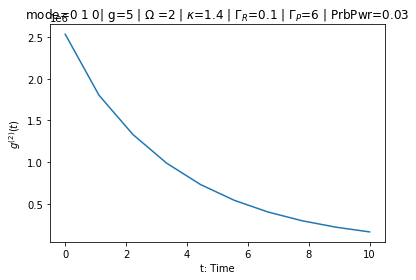 mode=0 1 0| g=5 | Ω =2 | κ=1.4 | Γ_R=0.1 | Γ_P=6 | PrbPwr=0.03
1e6
2.5
2.0
1.5
1.0
0.5
g^(2)(t)
0 2 4 6 8 10
t: Time